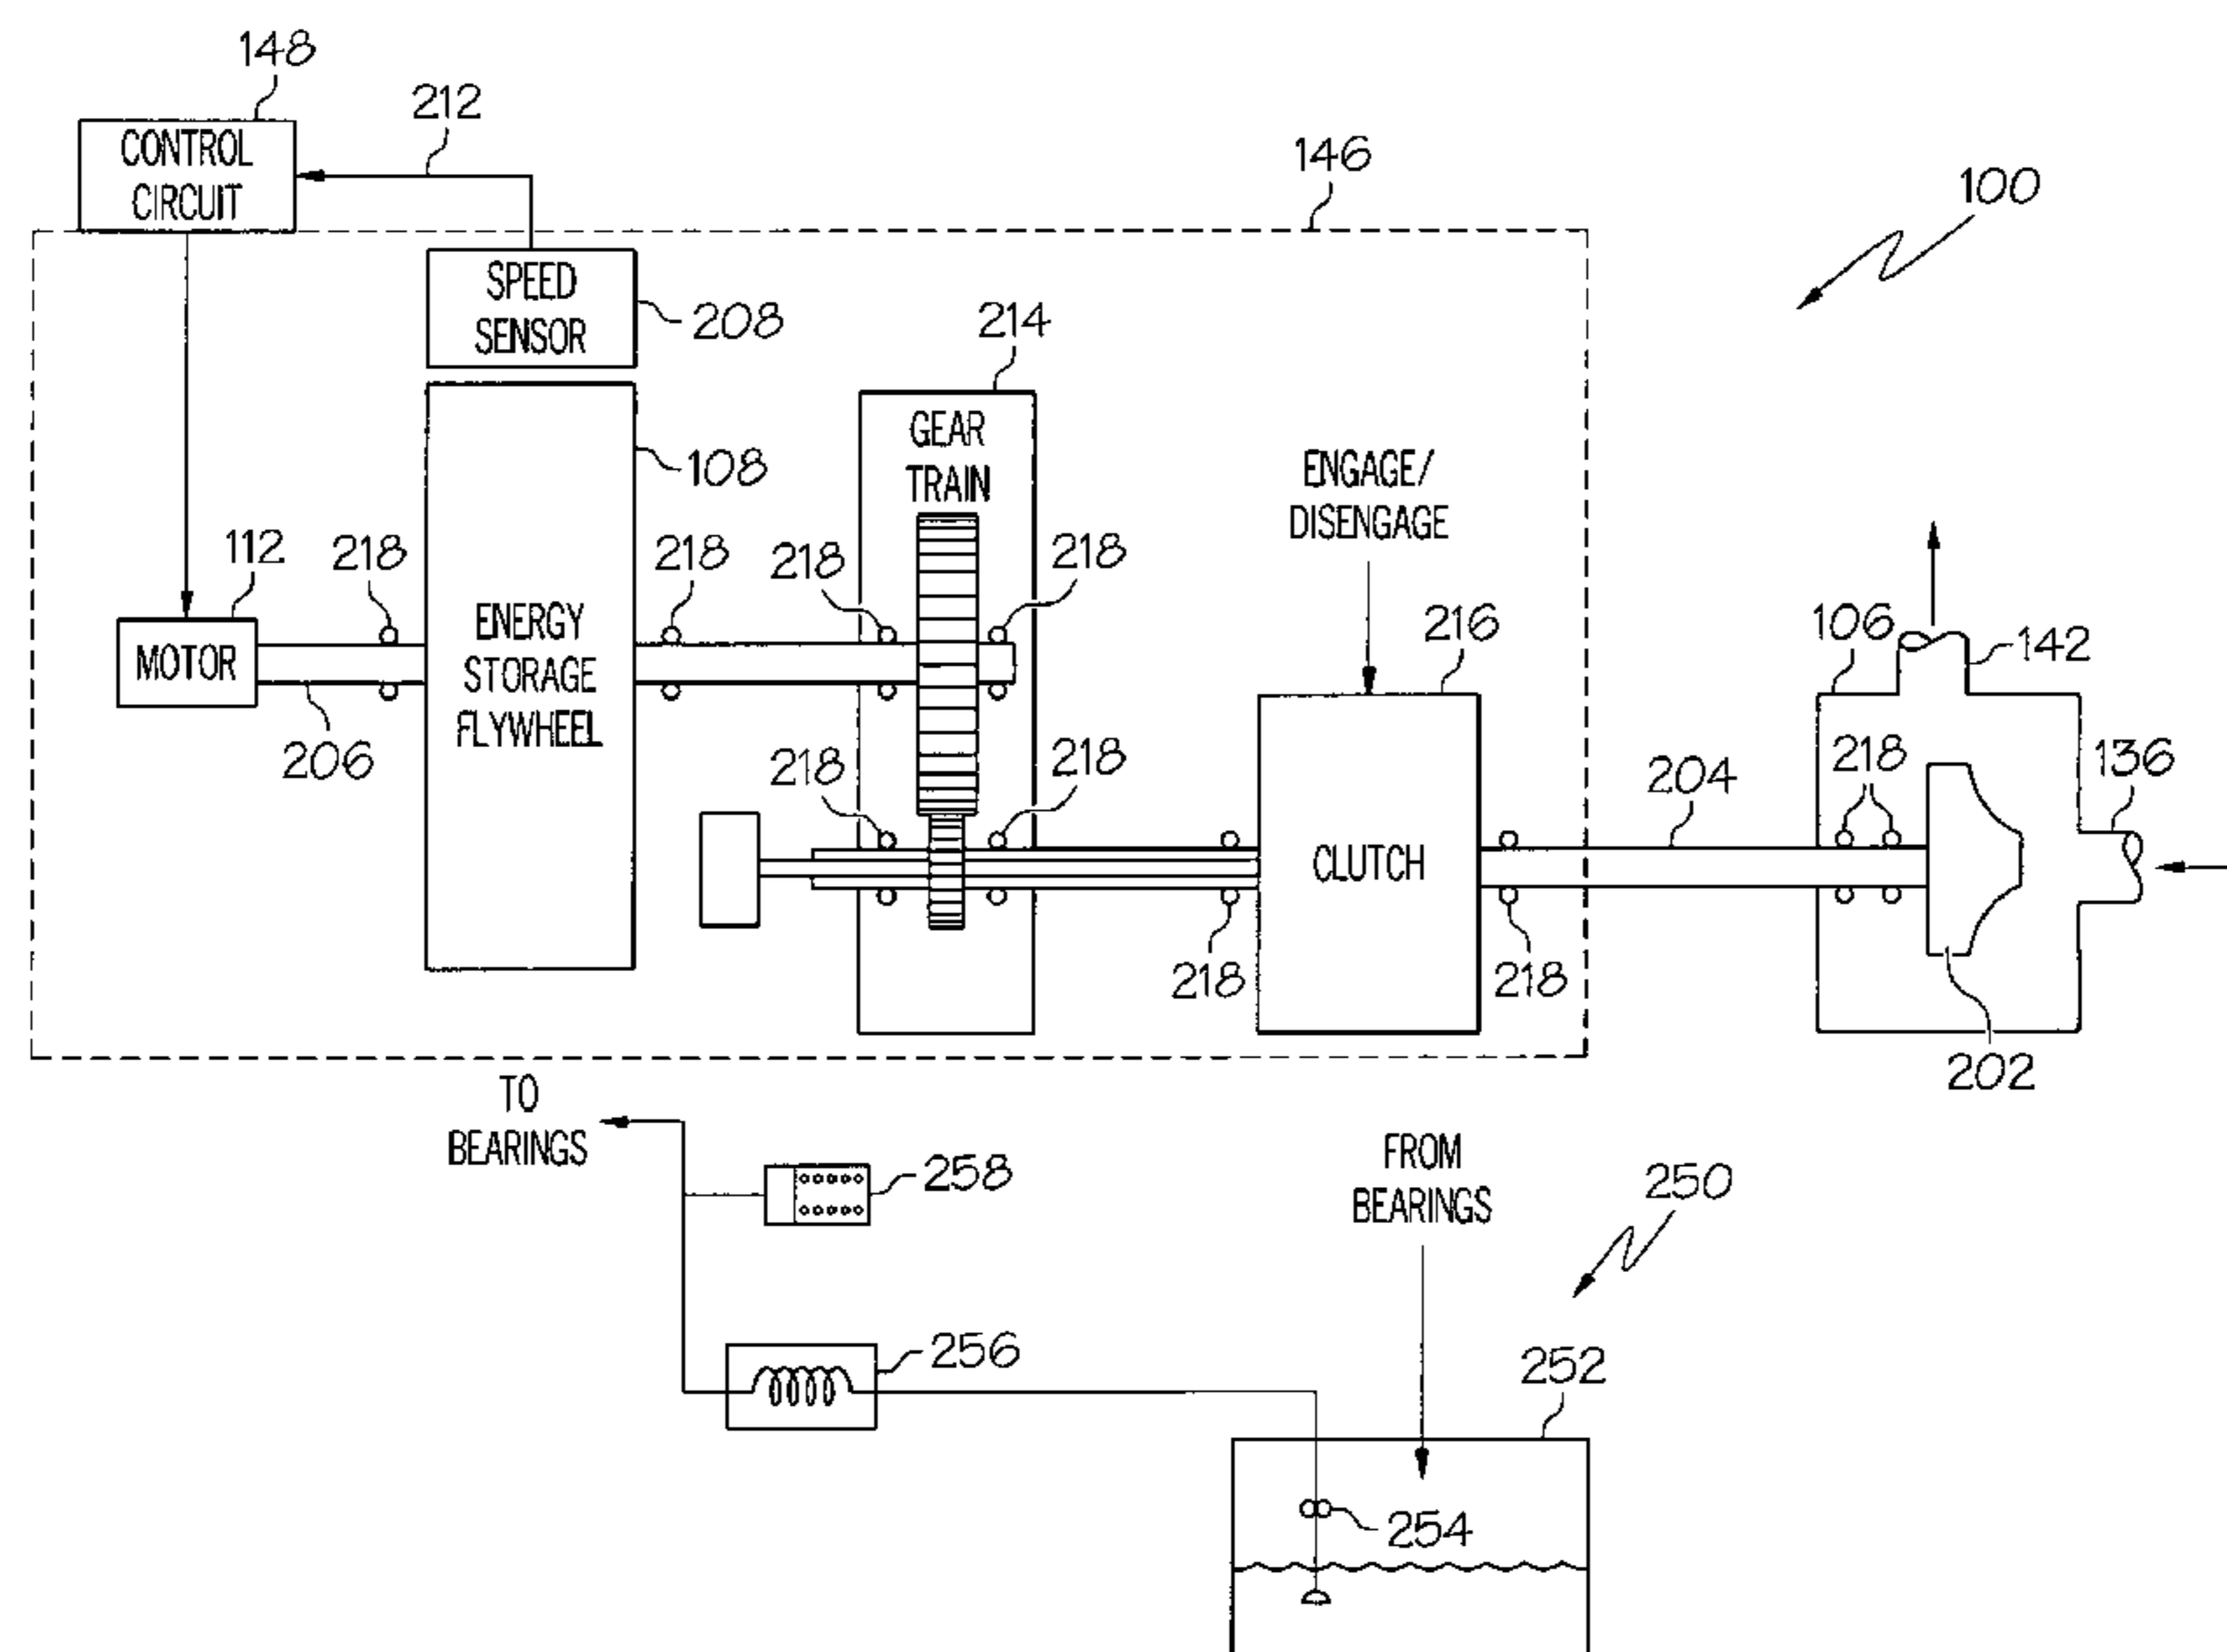 148
212
CONTROL
CIRCUIT
146
100
SPEED
SENSOR
208
214
GEAR
TRAIN
108
ENGAGE/
DISENGAGE
112
218
218
218
218
216
106
142
MOTOR
ENERGY
STORAGE
FLYWHEEL
206
218
218
204
218
136
CLUTCH
218
218
202
TO
BEARINGS
FROM
BEARINGS
258
250
256
252
254